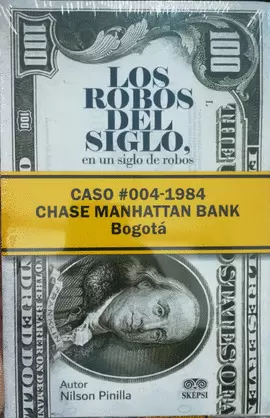 100
100
LOS ROBOS
DEL
SIGLO,
en un siglo de robos
CASO #004-1984
CHASE MANHATTAN BANK
Bogotá
Autor
Nilson Pinilla
SKEPSI